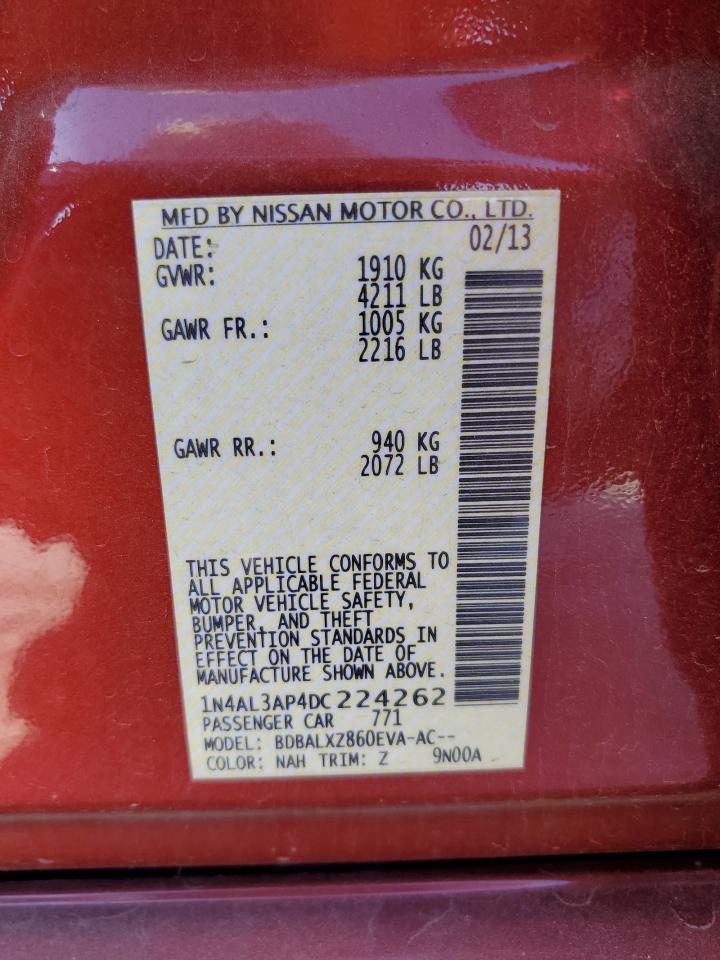 MFD BY NISSAN MOTOR CO., LTD.
DATE: 02/13
GVWR: 1910 KG
4211 LB
GAWR FR.: 1005 KG
2216 LB
GAWR RR.: 940 KG
2072 LB
THIS VEHICLE CONFORMS TO
ALL APPLICABLE FEDERAL
MOTOR VEHICLE SAFETY,
BUMPER, AND THEFT
PREVENTION STANDARDS IN
EFFECT ON THE DATE OF
MANUFACTURE SHOWN ABOVE.
1N4AL3AP4DC224262
PASSENGER CAR 771
MODEL: BDBALXZ860EVA-AC--
COLOR: NAH TRIM: Z 9N00A